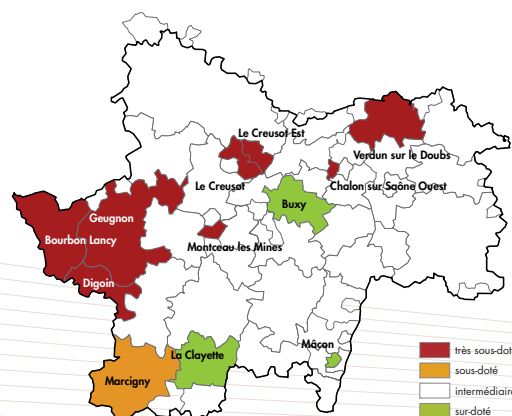 Le Creusot Est
Verdun sur le Doubs
Le Creusot
Chalon sur Saône Ouest
Buxy
Geugnon
Bourbon Lancy
Montceau les Mines
Digoin
Mâcon
La Clayette
Marcigny
très sous-dot
sous-doté
intermédiaire
sur-doté